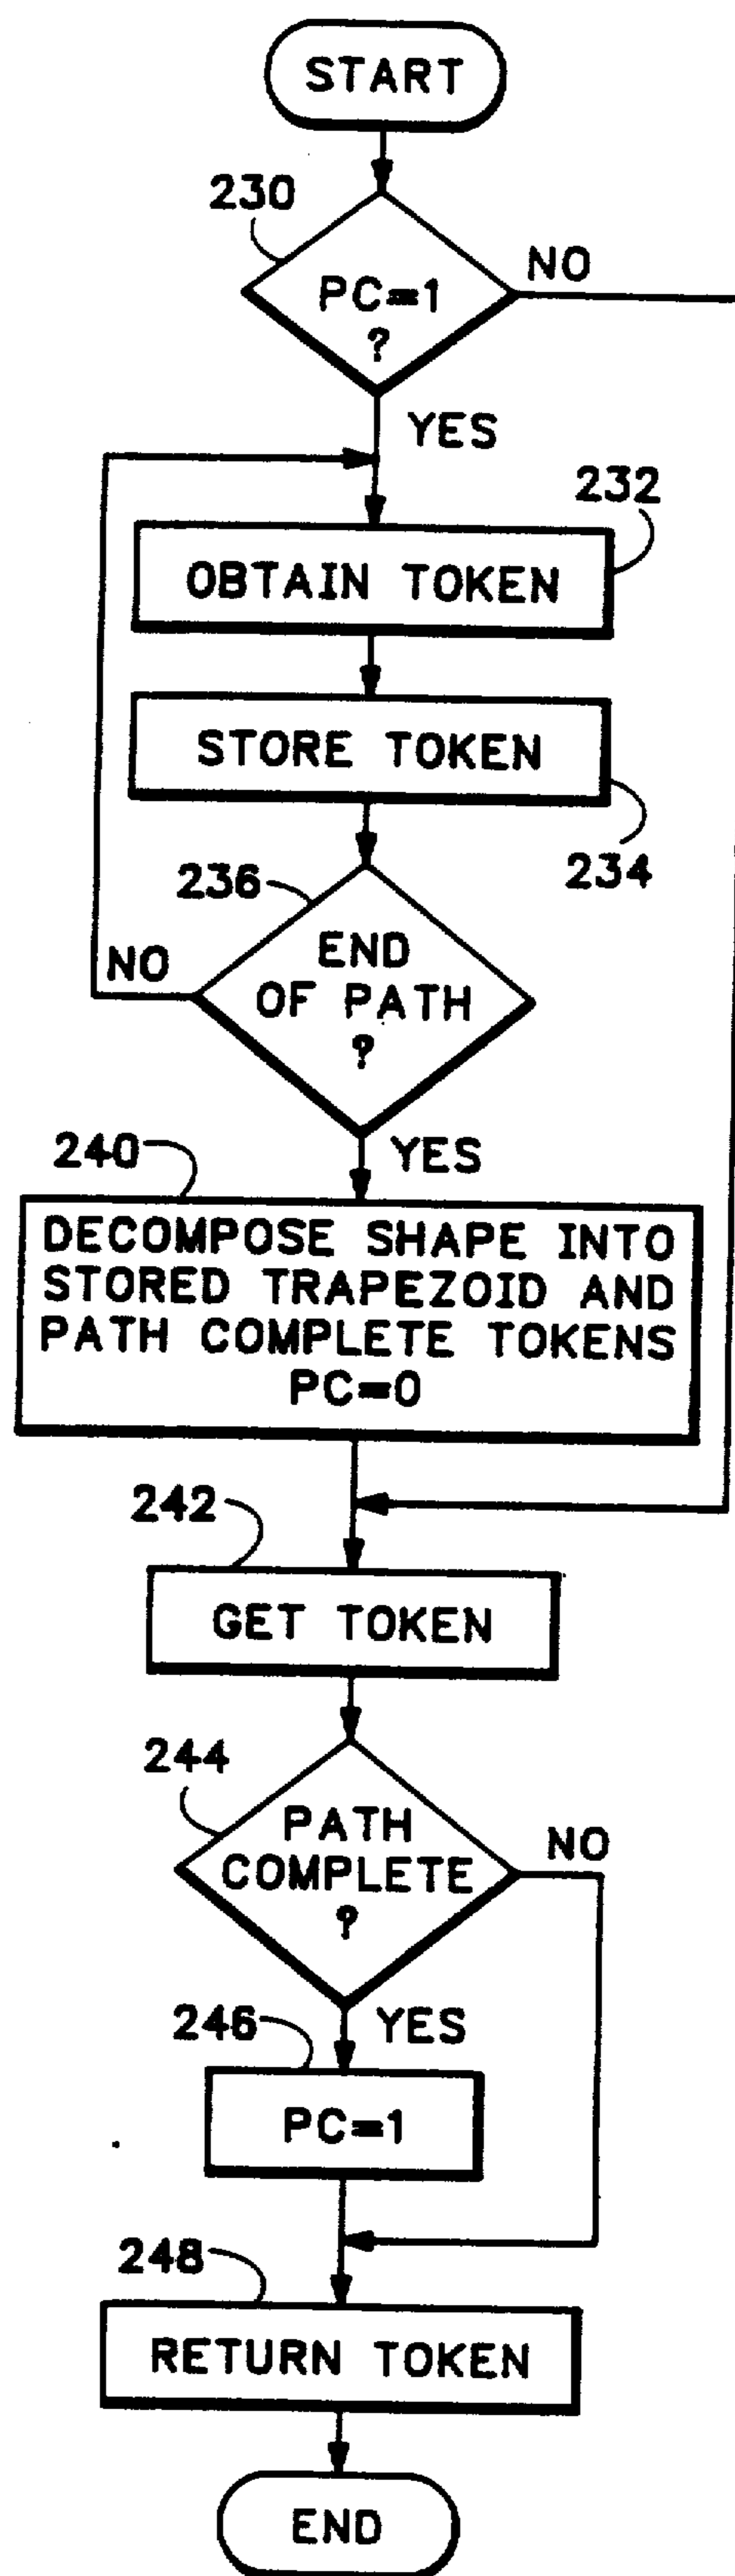 START
230
PC=1
?
NO
YES
232
OBTAIN TOKEN
STORE TOKEN
234
236
END
OF PATH
?
NO
YES
240
DECOMPOSE SHAPE INTO
STORED TRAPEZOID AND
PATH COMPLETE TOKENS
PC=0
242
GET TOKEN
244
PATH
COMPLETE
?
NO
YES
246
PC=1
248
RETURN TOKEN
END